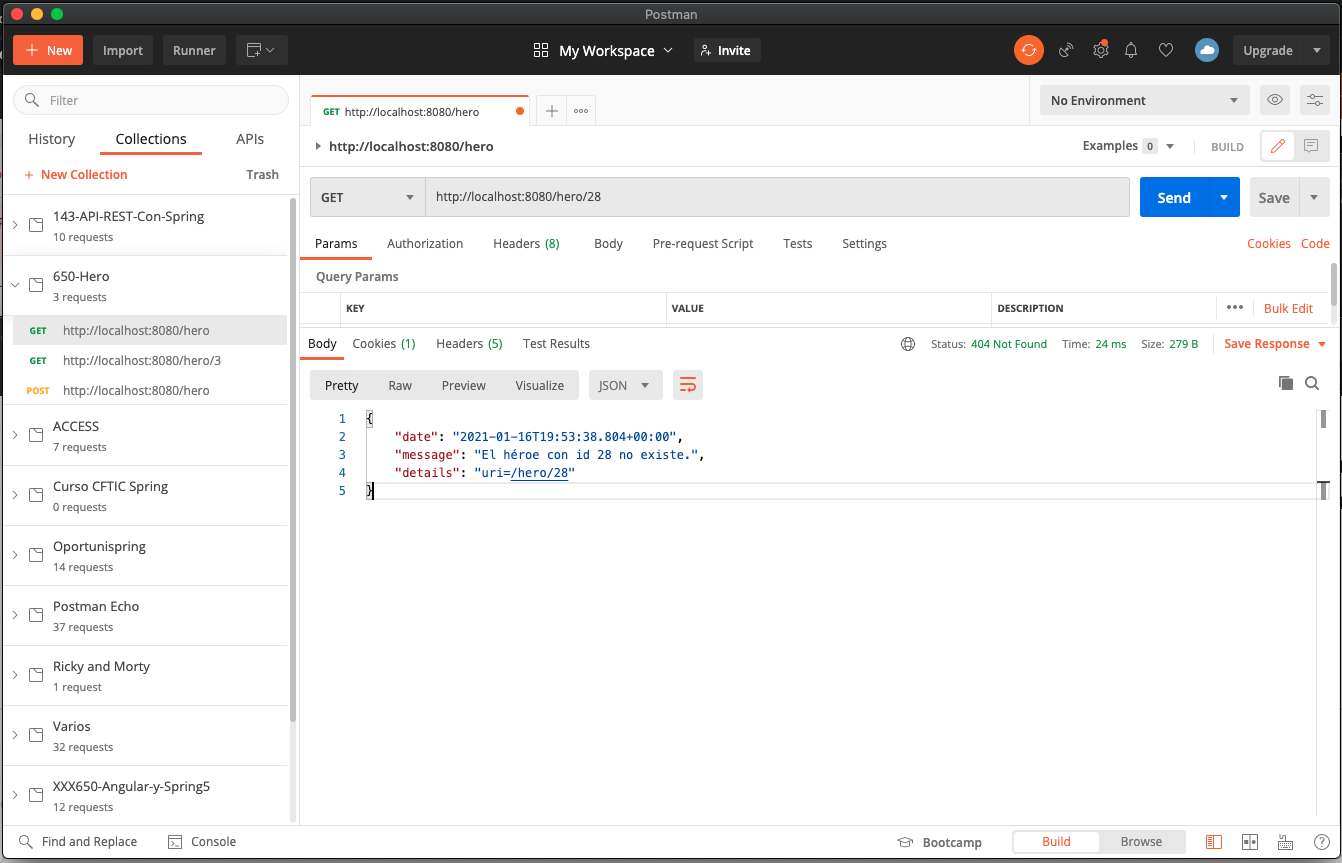 Postman
New
Import
Runner
My Workspace
Invite
Upgrade
Filter
History
Collections
APIs
+ New Collection
Trash
143-API-REST-Con-Spring
10 requests
650-Hero
3 requests
GET http://localhost:8080/hero
GET http://localhost:8080/hero/3
POST http://localhost:8080/hero
ACCESS
7 requests
Curso CFTIC Spring
0 requests
Oportunispring
14 requests
Postman Echo
37 requests
Ricky and Morty
1 request
Varios
32 requests
XXX650-Angular-y-Spring5
12 requests
GET http://localhost:8080/hero
No Environment
http://localhost:8080/hero
Examples 0
BUILD
GET
http://localhost:8080/hero/28
Send
Save
Params
Authorization
Headers (8)
Body
Pre-request Script
Tests
Settings
Cookies
Code
Query Params
KEY
VALUE
DESCRIPTION
Bulk Edit
Body
Cookies (1)
Headers (5)
Test Results
Status: 404 Not Found
Time: 24 ms
Size: 279 B
Save Response
Pretty
Raw
Preview
Visualize
JSON
1 {
2 "date": "2021-01-16T19:53:38.804+00:00",
3 "message": "El héroe con id 28 no existe.",
4 "details": "uri=/hero/28"
5 }
Find and Replace
Console
Bootcamp
Build
Browse